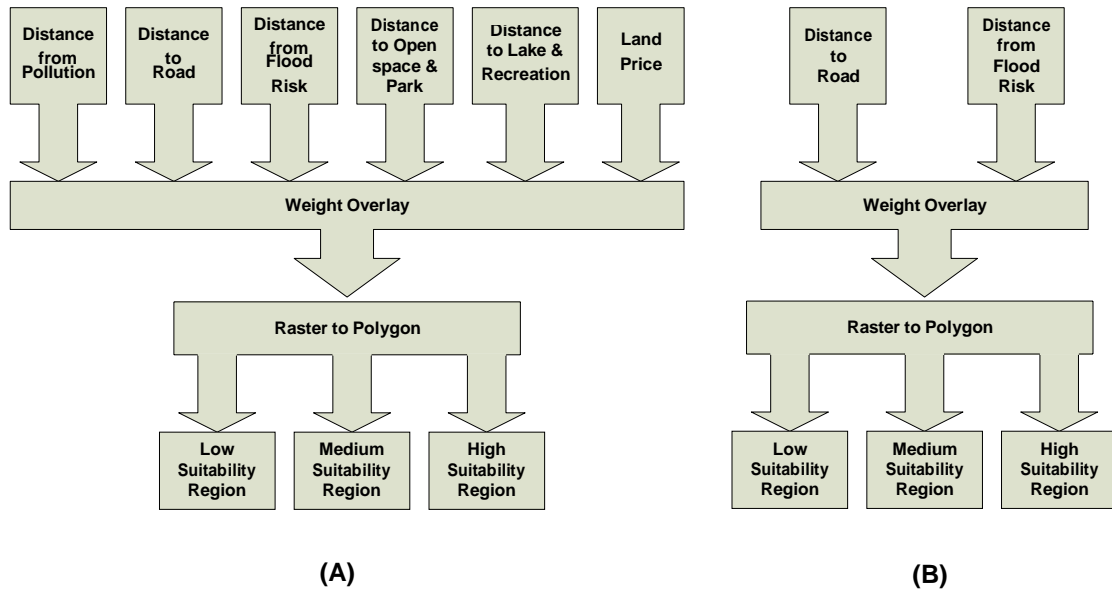 Distance
from
Pollution
Distance
to
Road
Distance
from
Flood
Risk
Distance
to Open
space &
Park
Distance
to Lake &
Recreation
Land
Price
Weight Overlay
Raster to Polygon
Low
Suitability
Region
Medium
Suitability
Region
High
Suitability
Region
(A)
Distance
to
Road
Distance
from
Flood
Risk
Weight Overlay
Raster to Polygon
Low
Suitability
Region
Medium
Suitability
Region
High
Suitability
Region
(B)